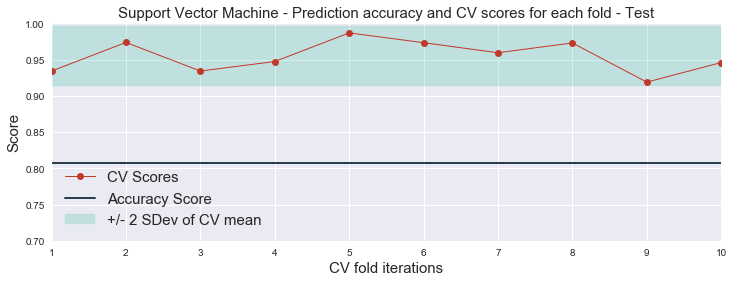 Support Vector Machine - Prediction accuracy and CV scores for each fold - Test
1.00
0.95
0.90
0.85
0.80
0.75
0.70
Score
CV Scores
Accuracy Score
+/- 2 SDev of CV mean
1 2 3 4 5 6 7 8 9 10
CV fold iterations